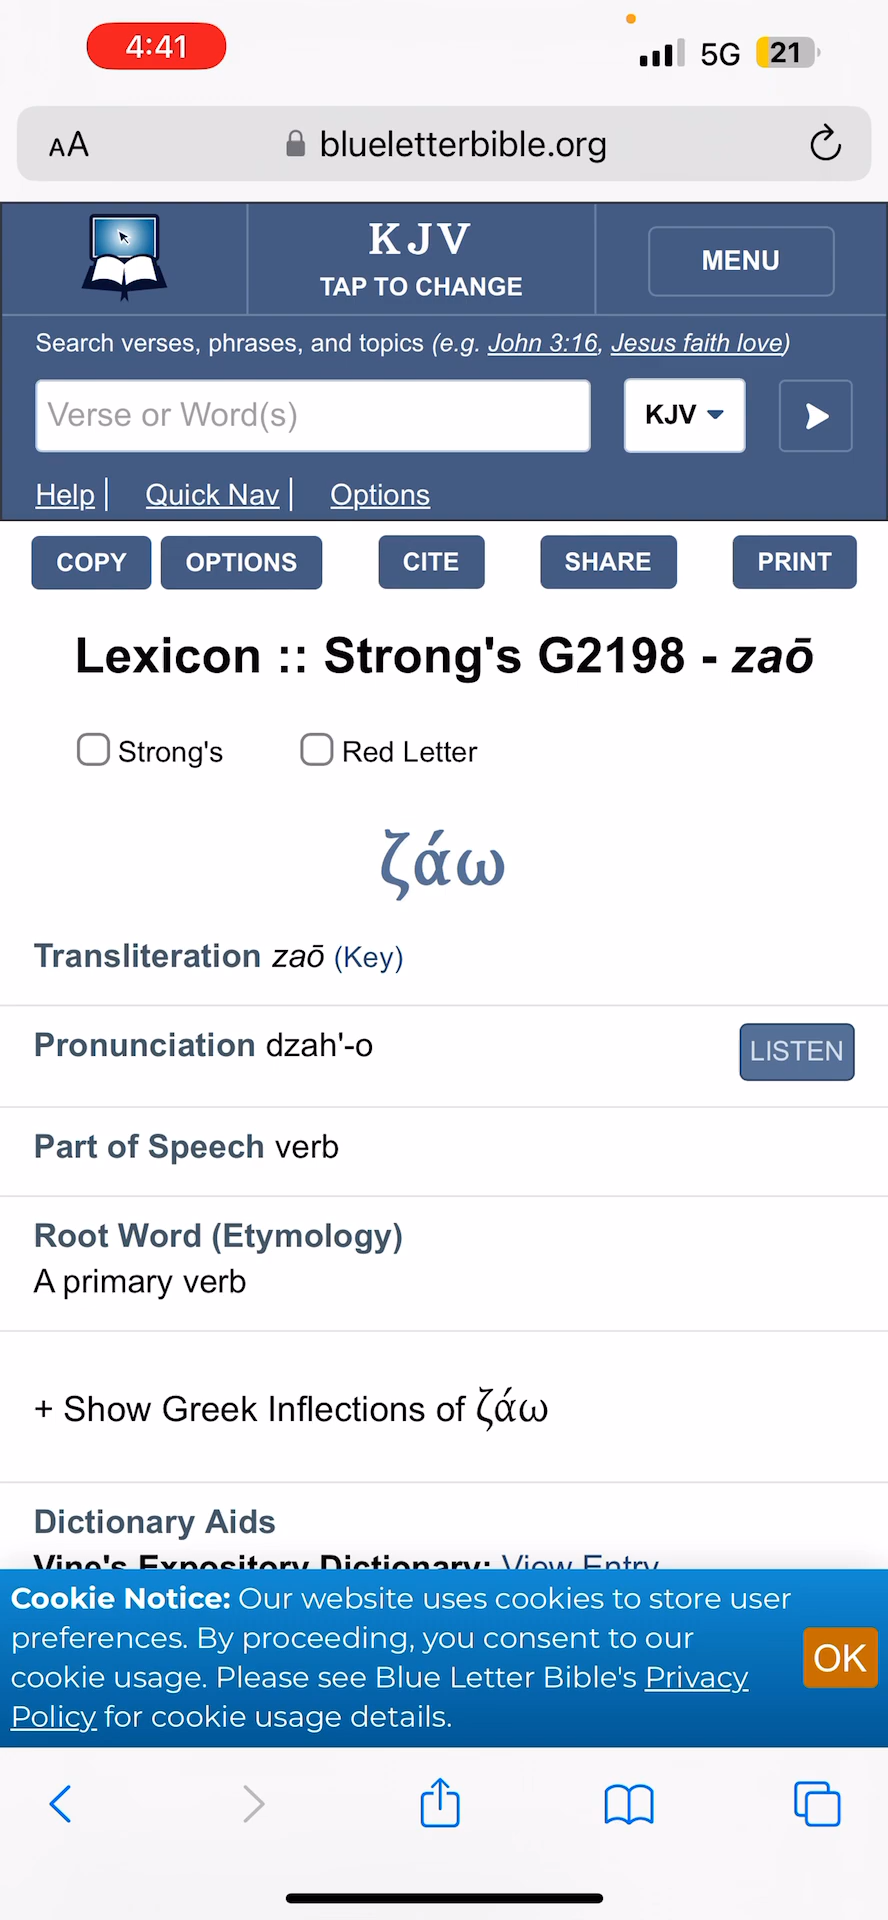 4:41
5G 21
AA blueletterbible.org
KJV
TAP TO CHANGE
MENU
Search verses, phrases, and topics (e.g. John 3:16, Jesus faith love)
Verse or Word(s) KJV
Help | Quick Nav | Options
COPY OPTIONS CITE SHARE PRINT
Lexicon :: Strong's G2198 - zaō
Strong's Red Letter
ζάω
Transliteration zaō (Key)
Pronunciation dzah'-o LISTEN
Part of Speech verb
Root Word (Etymology)
A primary verb
+ Show Greek Inflections of ζάω
Dictionary Aids
Vine's Expository Dictionary: View Entry
Cookie Notice: Our website uses cookies to store user
preferences. By proceeding, you consent to our
cookie usage. Please see Blue Letter Bible's Privacy
Policy for cookie usage details.
OK